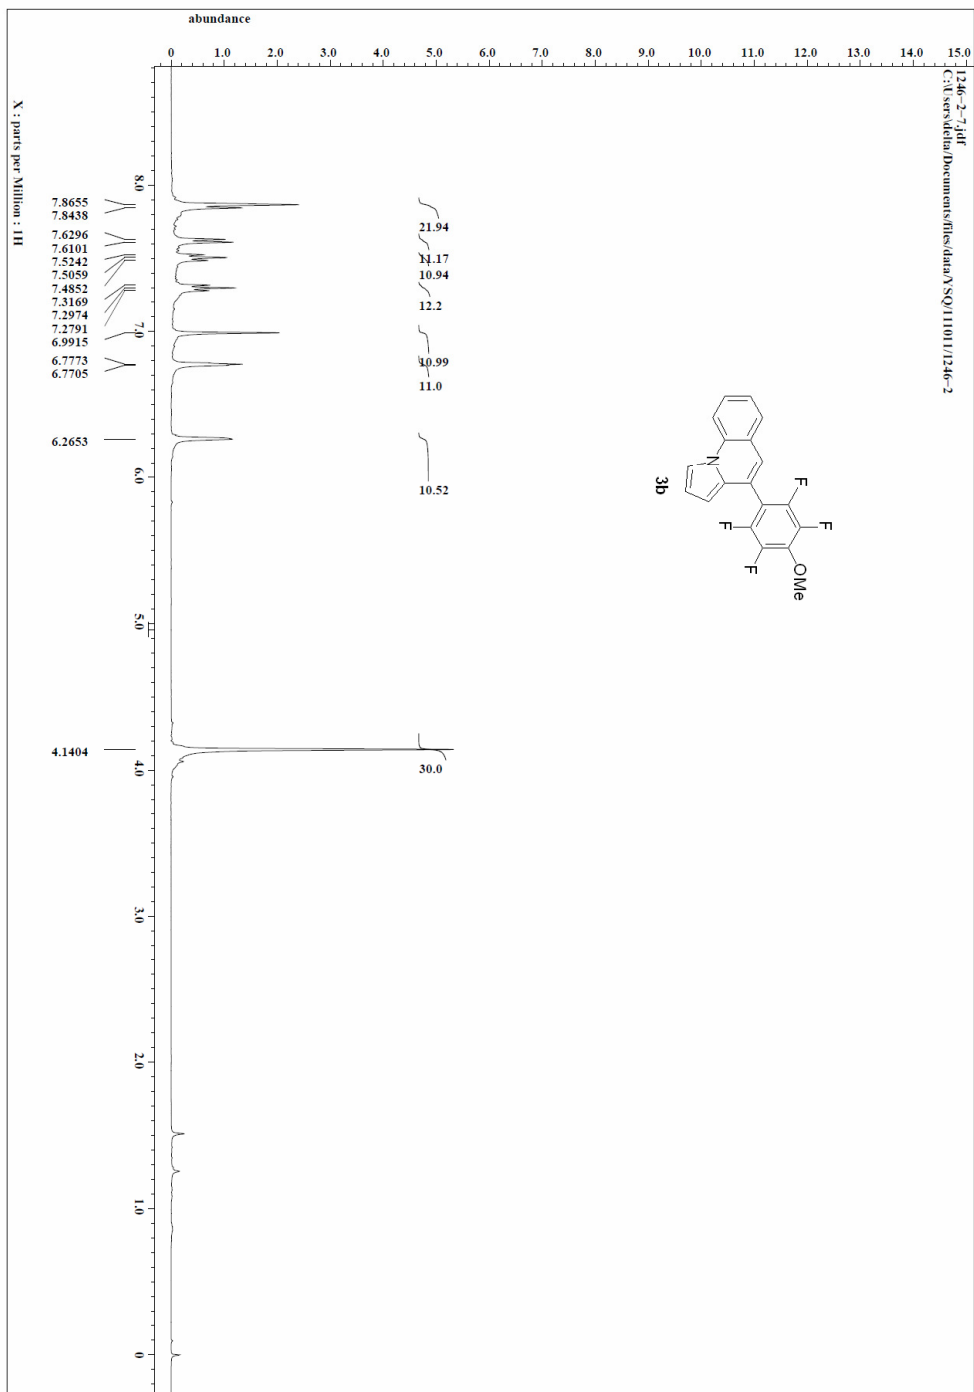 1246-2-7.jdf
C:\Users\delta/Documents/files/data/YSQ/111011/1246-2
abundance
0 1.0 2.0 3.0 4.0 5.0 6.0 7.0 8.0 9.0 10.0 11.0 12.0 13.0 14.0 15.0
F
F
F
F
OMe
N
3b
21.94
11.17
10.94
12.2
10.99
11.0
10.52
30.0
8.0 7.0 6.0 5.0 4.0 3.0 2.0 1.0 0
7.8655
7.8438
7.6296
7.6101
7.5242
7.5059
7.4852
7.3169
7.2974
7.2791
6.9915
6.7773
6.7705
6.2653
4.1404
X : parts per Million : 1H